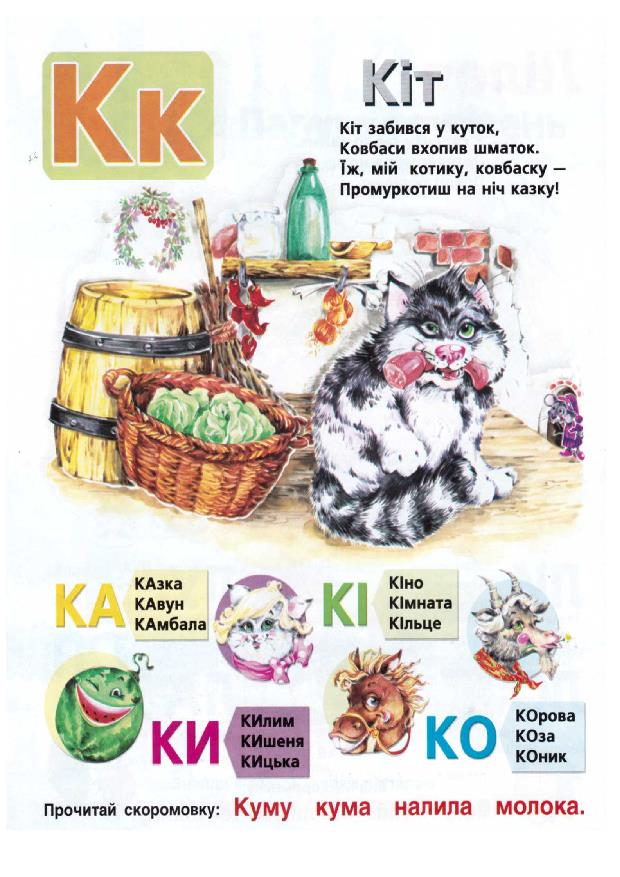 Кк
Кіт
Кіт забився у куток,
Ковбаси вхопив шматок.
Їж, мій котику, ковбаску —
Промуркотиш на ніч казку!
КА
КАзка
КАвун
КАмбала
КІ
КІно
КІмната
КІльце
КИ
КИлим
КИшеня
КИцька
КО
КОрова
КОза
КОник
Прочитай скоромовку: Куму кума налила молока.